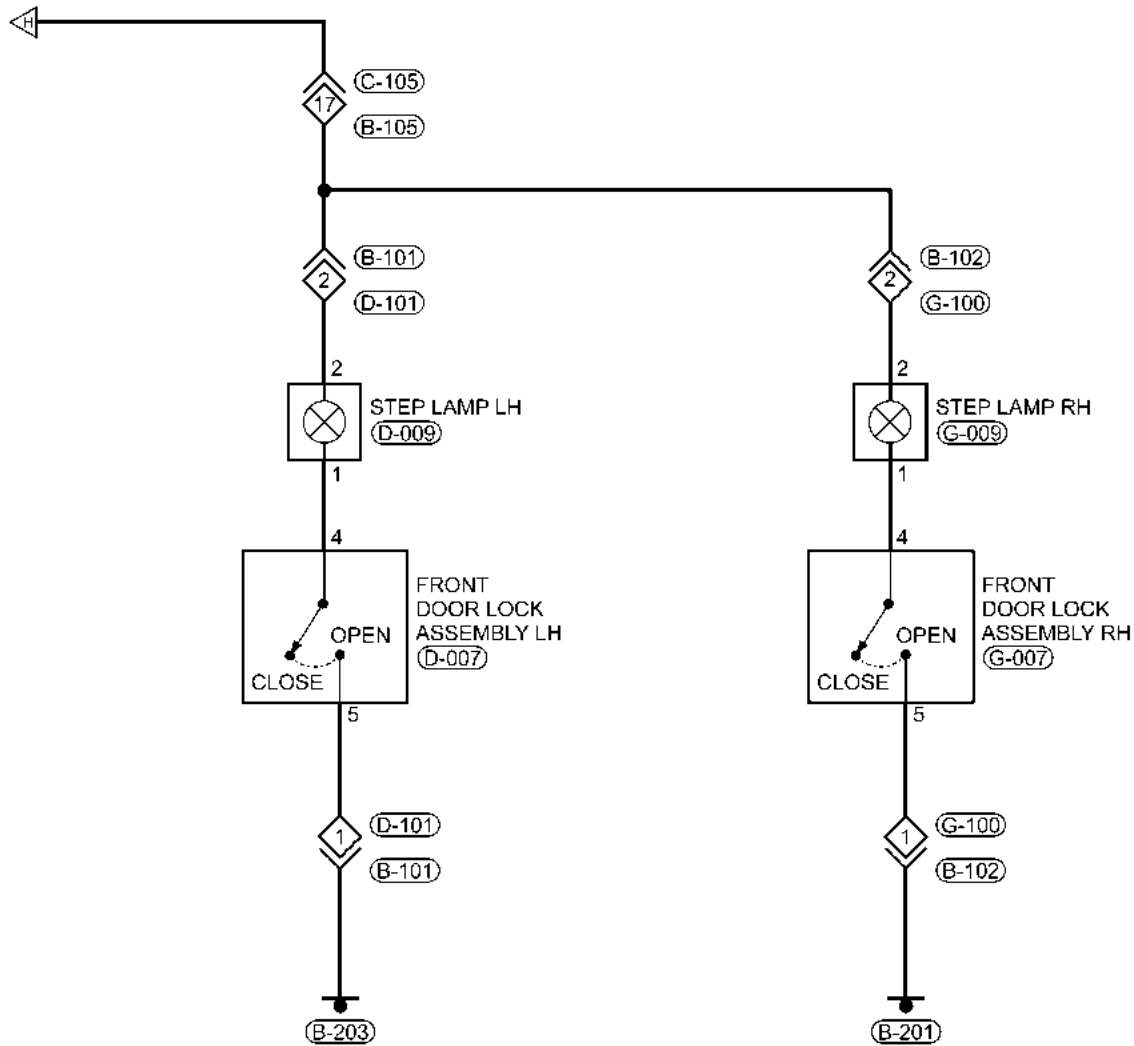 H
C-105
17
B-105
B-101
2
D-101
B-102
2
G-100
2
STEP LAMP LH
D-009
1
2
STEP LAMP RH
G-009
1
4
FRONT
DOOR LOCK
ASSEMBLY LH
D-007
OPEN
CLOSE
5
4
FRONT
DOOR LOCK
ASSEMBLY RH
G-007
OPEN
CLOSE
5
D-101
1
B-101
G-100
1
B-102
B-203
B-201